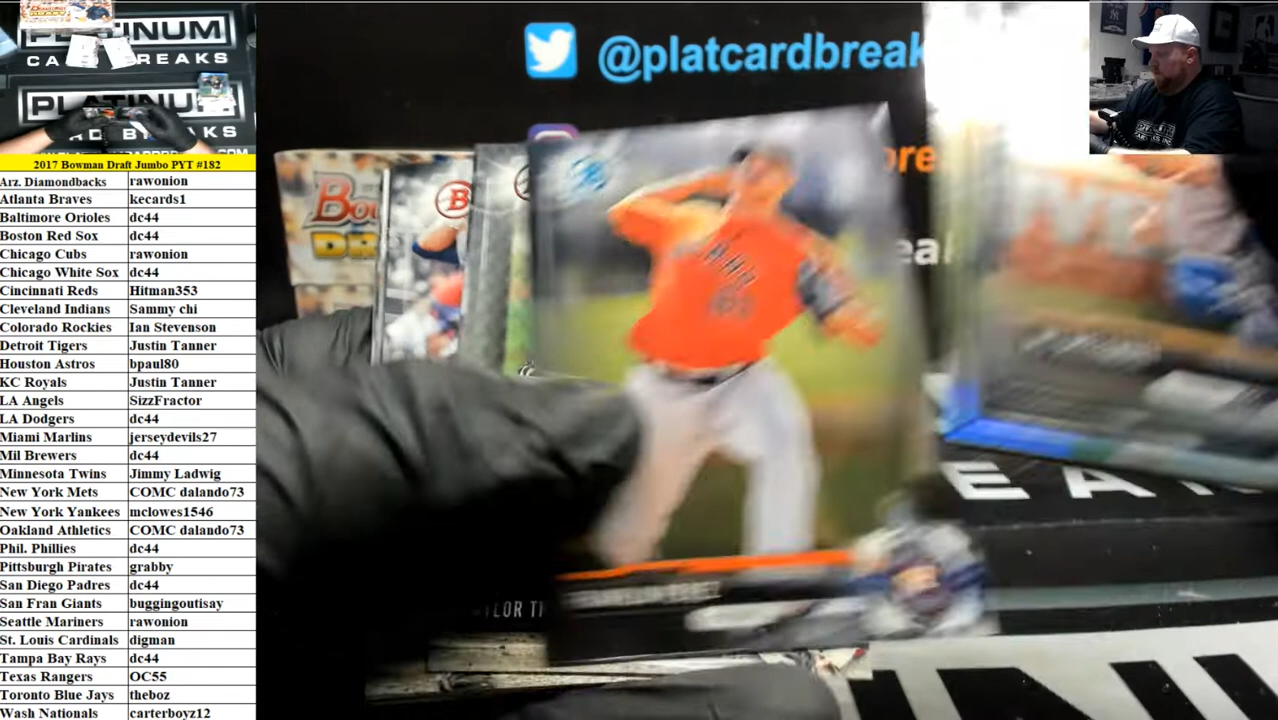 PLATINUM
CA BREAKS
PLATINUM
RD BREAKS
@platcardbreak
Bo
DR
B
ea
EA
2017 Bowman Draft Jumbo PYT #182
Arz. Diamondbacks rawonion
Atlanta Braves kecards1
Baltimore Orioles dc44
Boston Red Sox dc44
Chicago Cubs rawonion
Chicago White Sox dc44
Cincinnati Reds Hitman353
Cleveland Indians Sammy chi
Colorado Rockies Ian Stevenson
Detroit Tigers Justin Tanner
Houston Astros bpaul80
KC Royals Justin Tanner
LA Angels SizzFractor
LA Dodgers dc44
Miami Marlins jerseydevils27
Mil Brewers dc44
Minnesota Twins Jimmy Ladwig
New York Mets COMC dalando73
New York Yankees mclowes1546
Oakland Athletics COMC dalando73
Phil. Phillies dc44
Pittsburgh Pirates grabby
San Diego Padres dc44
San Fran Giants buggingoutisay
Seattle Mariners rawonion
St. Louis Cardinals digman
Tampa Bay Rays dc44
Texas Rangers OC55
Toronto Blue Jays theboz
Wash Nationals carterboyz12